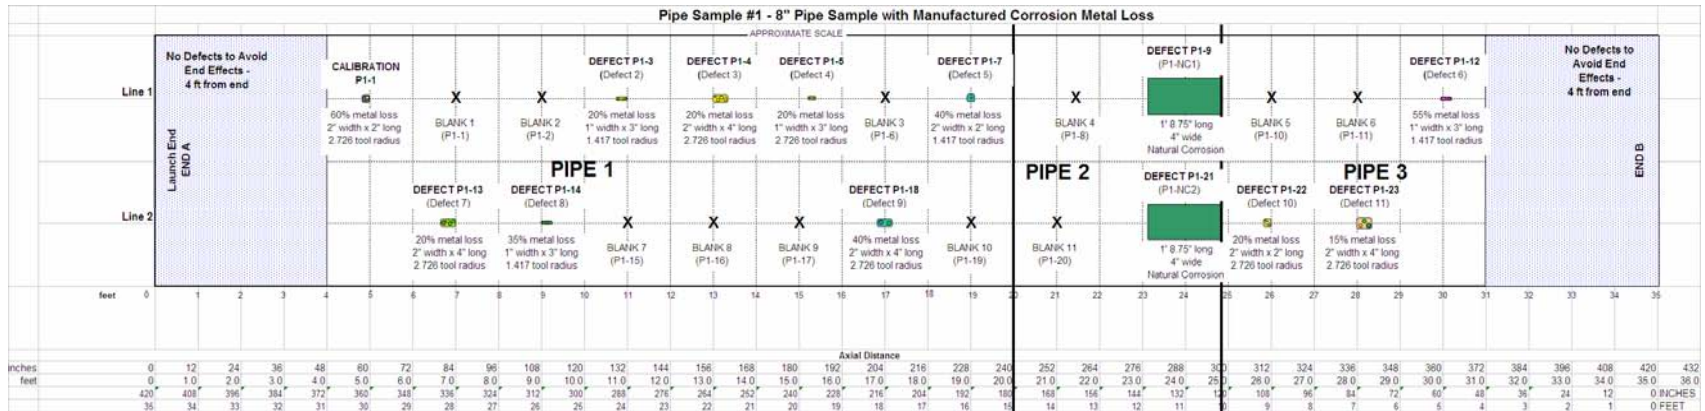 Pipe Sample #1 - 8" Pipe Sample with Manufactured Corrosion Metal Loss
APPROXIMATE SCALE
No Defects to Avoid
End Effects -
4 ft from end
Launch End
END A
Line 1
CALIBRATION
P1-1
60% metal loss
2" width x 2" long
2.726 tool radius
X
BLANK 1
(P1-1)
X
BLANK 2
(P1-2)
DEFECT P1-3
(Defect 2)
20% metal loss
1" width x 3" long
1.417 tool radius
DEFECT P1-4
(Defect 3)
20% metal loss
2" width x 4" long
2.726 tool radius
DEFECT P1-5
(Defect 4)
20% metal loss
1" width x 3" long
1.417 tool radius
X
BLANK 3
(P1-6)
DEFECT P1-7
(Defect 5)
40% metal loss
2" width x 2" long
1.417 tool radius
X
BLANK 4
(P1-8)
DEFECT P1-9
(P1-NC1)
1' 8.75" long
4" wide
Natural Corrosion
X
BLANK 5
(P1-10)
X
BLANK 6
(P1-11)
DEFECT P1-12
(Defect 6)
55% metal loss
1" width x 3" long
1.417 tool radius
No Defects to
Avoid End
Effects -
4 ft from end
END B
PIPE 1
PIPE 2
PIPE 3
Line 2
DEFECT P1-13
(Defect 7)
20% metal loss
2" width x 4" long
2.726 tool radius
DEFECT P1-14
(Defect 8)
35% metal loss
1" width x 3" long
1.417 tool radius
X
BLANK 7
(P1-15)
X
BLANK 8
(P1-16)
X
BLANK 9
(P1-17)
DEFECT P1-18
(Defect 9)
40% metal loss
2" width x 4" long
2.726 tool radius
X
BLANK 10
(P1-19)
X
BLANK 11
(P1-20)
DEFECT P1-21
(P1-NC2)
1' 8.75" long
4" wide
Natural Corrosion
DEFECT P1-22
(Defect 10)
20% metal loss
2" width x 2" long
2.726 tool radius
DEFECT P1-23
(Defect 11)
15% metal loss
2" width x 4" long
2.726 tool radius
feet 0 1 2 3 4 5 6 7 8 9 10 11 12 13 14 15 16 17 18 19 20 21 22 23 24 25 26 27 28 29 30 31 32 33 34 35
Axial Distance
inches 0 12 24 36 48 60 72 84 96 108 120 132 144 156 168 180 192 204 216 228 240 252 264 276 288 300 312 324 336 348 360 372 384 396 408 420 432
feet 0 1.0 2.0 3.0 4.0 5.0 6.0 7.0 8.0 9.0 10.0 11.0 12.0 13.0 14.0 15.0 16.0 17.0 18.0 19.0 20.0 21.0 22.0 23.0 24.0 25.0 26.0 27.0 28.0 29.0 30.0 31.0 32.0 33.0 34.0 35.0 36.0
420 408 396 384 372 360 348 336 324 312 300 288 276 264 252 240 228 216 204 192 180 168 156 144 132 120 108 96 84 72 60 48 36 24 12 0 INCHES
35 34 33 32 31 30 29 28 27 26 25 24 23 22 21 20 19 18 17 16 15 14 13 12 11 9 8 7 6 5 4 3 2 1 0 FEET